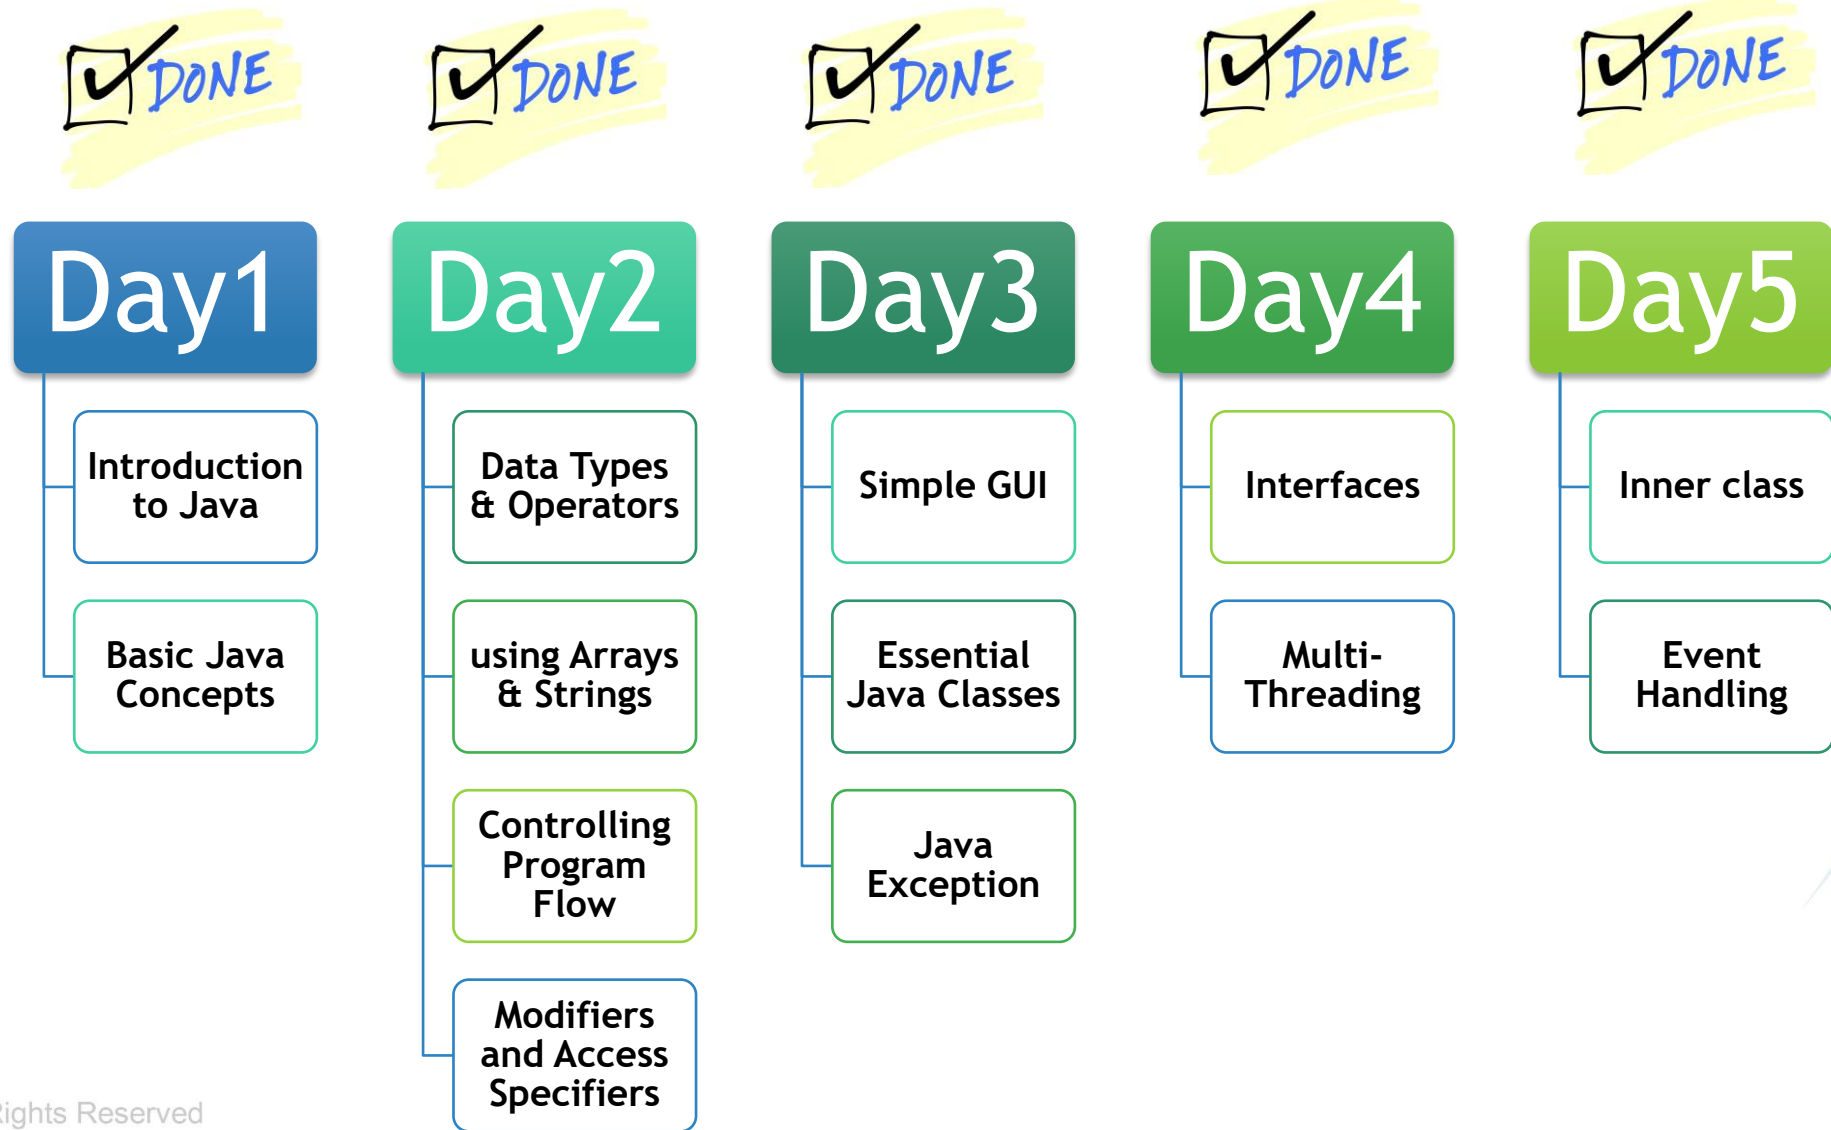 DONE
DONE
DONE
DONE
DONE
Day1
Day2
Day3
Day4
Day5
Introduction
to Java
Basic Java
Concepts
Data Types
& Operators
using Arrays
& Strings
Controlling
Program
Flow
Modifiers
and Access
Specifiers
Simple GUI
Essential
Java Classes
Java
Exception
Interfaces
Multi-
Threading
Inner class
Event
Handling
Rights Reserved